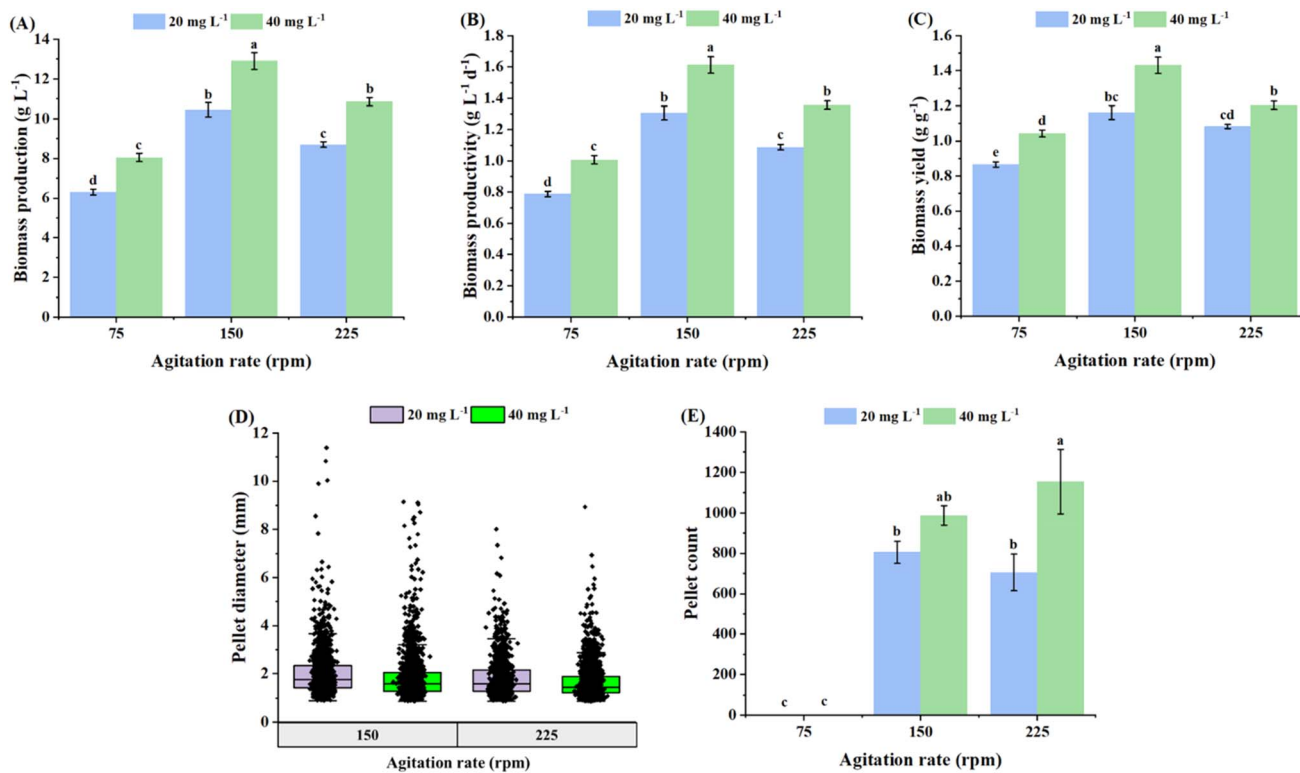 (A)
20 mg L⁻¹ 40 mg L⁻¹
Biomass production (g L⁻¹)
14
12
10
8
6
4
2
0
d c b a c b
75 150 225
Agitation rate (rpm)
(B)
20 mg L⁻¹ 40 mg L⁻¹
Biomass productivity (g L⁻¹ d⁻¹)
1.8
1.6
1.4
1.2
1.0
0.8
0.6
0.4
0.2
0.0
d c b a c b
75 150 225
Agitation rate (rpm)
(C)
20 mg L⁻¹ 40 mg L⁻¹
Biomass yield (g g⁻¹)
1.6
1.4
1.2
1.0
0.8
0.6
0.4
0.2
0.0
e d bc a cd b
75 150 225
Agitation rate (rpm)
(D)
20 mg L⁻¹ 40 mg L⁻¹
Pellet diameter (mm)
12
10
8
6
4
2
0
150 225
Agitation rate (rpm)
(E)
20 mg L⁻¹ 40 mg L⁻¹
Pellet count
1400
1200
1000
800
600
400
200
0
c c b ab b a
75 150 225
Agitation rate (rpm)